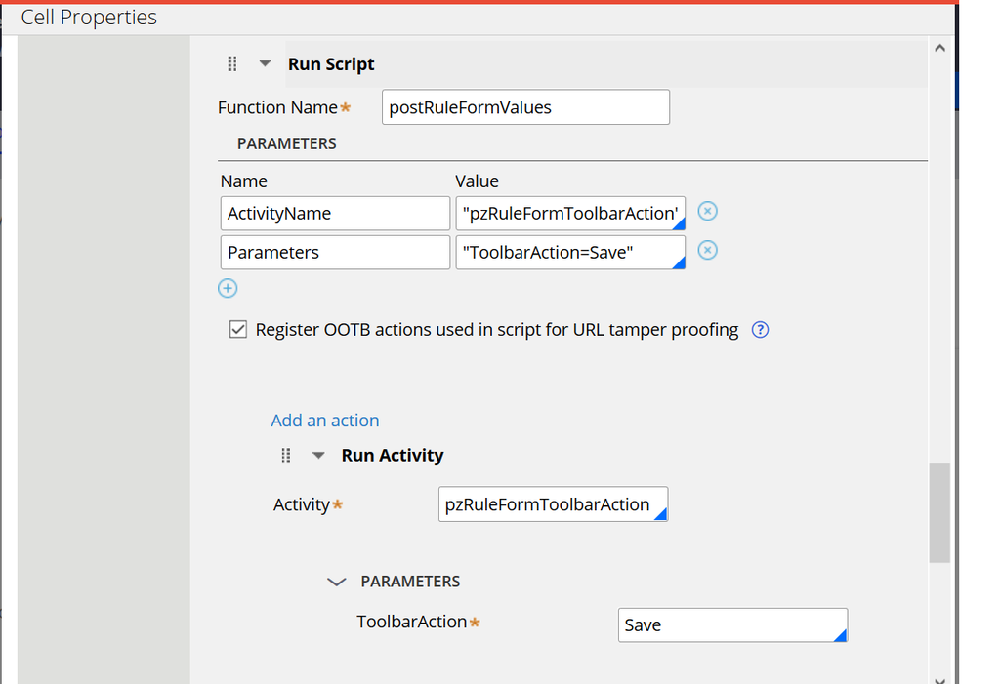 Cell Properties
Run Script
Function Name* postRuleFormValues
PARAMETERS
Name Value
ActivityName "pzRuleFormToolbarAction'
Parameters "ToolbarAction=Save"
Register OOTB actions used in script for URL tamper proofing ?
Add an action
Run Activity
Activity* pzRuleFormToolbarAction
PARAMETERS
ToolbarAction* Save